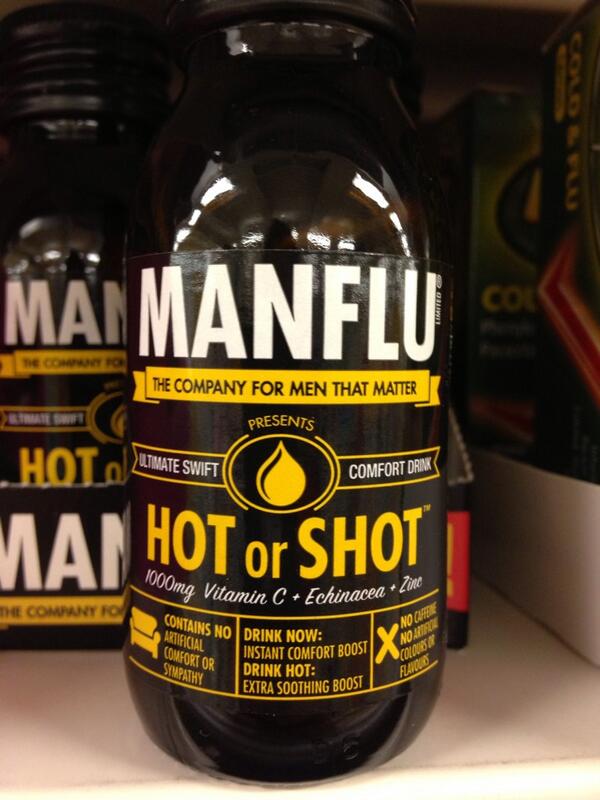 MANFLU
LIMITED ®
THE COMPANY FOR MEN THAT MATTER
PRESENTS
ULTIMATE SWIFT
COMFORT DRINK
HOT or SHOT™
1000mg Vitamin C + Echinacea + Zinc
CONTAINS NO
ARTIFICIAL
COMFORT OR
SYMPATHY
DRINK NOW:
INSTANT COMFORT BOOST
DRINK HOT:
EXTRA SOOTHING BOOST
NO CAFFEINE
NO ARTIFICIAL
COLOURS OR
FLAVOURS
MAN
THE COMPANY FO
ULTIMATE SWIFT
HOT o
MAN
THE COMPANY FO
COLD & FLU